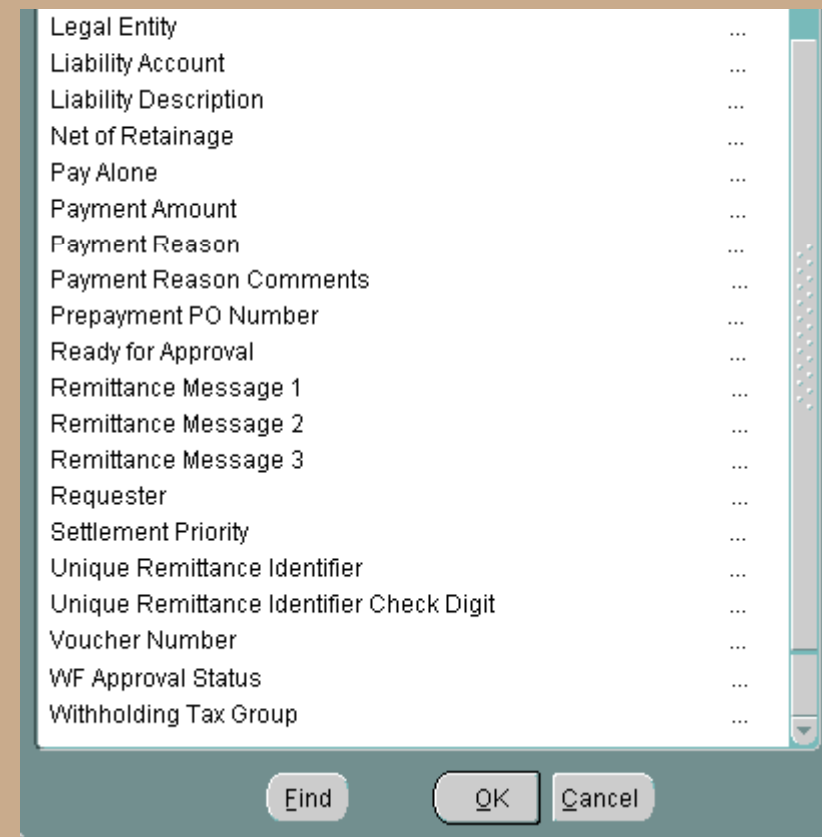 Legal Entity ...
Liability Account ...
Liability Description ...
Net of Retainage ...
Pay Alone ...
Payment Amount ...
Payment Reason ...
Payment Reason Comments ...
Prepayment PO Number ...
Ready for Approval ...
Remittance Message 1 ...
Remittance Message 2 ...
Remittance Message 3 ...
Requester ...
Settlement Priority ...
Unique Remittance Identifier ...
Unique Remittance Identifier Check Digit ...
Voucher Number ...
WF Approval Status ...
Withholding Tax Group ...
Find OK Cancel